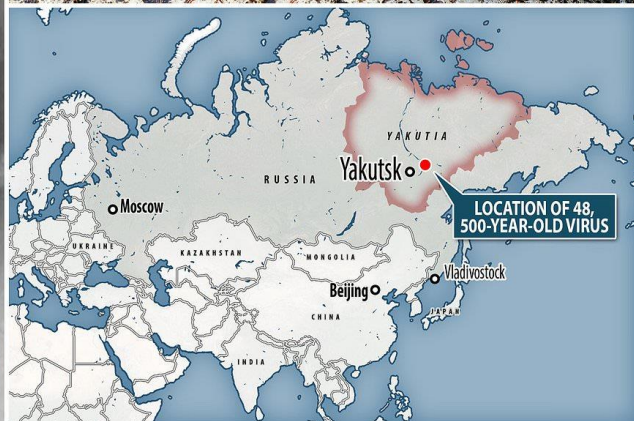 YAKUTIA
Yakutsk
RUSSIA
LOCATION OF 48,
500-YEAR-OLD VIRUS
Moscow
UKRAINE
KAZAKHSTAN
MONGOLIA
Vladivostock
Beijing
JAPAN
CHINA
INDIA